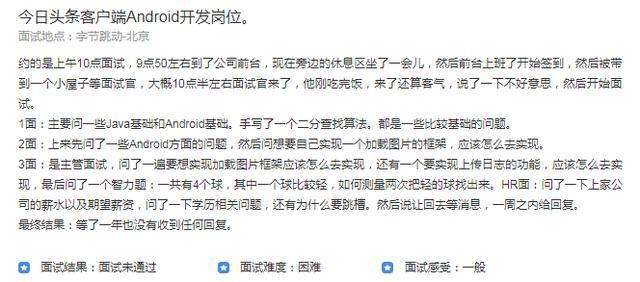 今日头条客户端Android开发岗位。
面试地点：字节跳动-北京
约的是上午10点面试，9点50左右到了公司前台，现在旁边的休息区坐了一会儿，然后前台上班了开始签到，然后被带
到一个小屋子等面试官，大概10点半左右面试官来了，他刚吃完饭，来了还算客气，说了一下不好意思，然后开始面
试。
1面：主要问一些Java基础和Android基础。手写了一个二分查找算法。都是一些比较基础的问题。
2面：上来先问了一些Android方面的问题，然后问想要自己实现一个加载图片的框架，应该怎么去实现。
3面：是主管面试，问了一遍要想实现加载图片框架应该怎么去实现，还有一个要实现上传日志的功能，应该怎么去实
现，最后问了一个智力题：一共有4个球，其中一个球比较轻，如何测量两次把轻的球找出来。HR面：问了一下上家公
司的薪水以及期望薪资，问了一下学历相关问题，还有为什么要跳槽。然后说让回去等消息，一周之内给回复。
最终结果：等了一年也没有收到任何回复。
面试结果：面试未通过 面试难度：困难 面试感受：一般